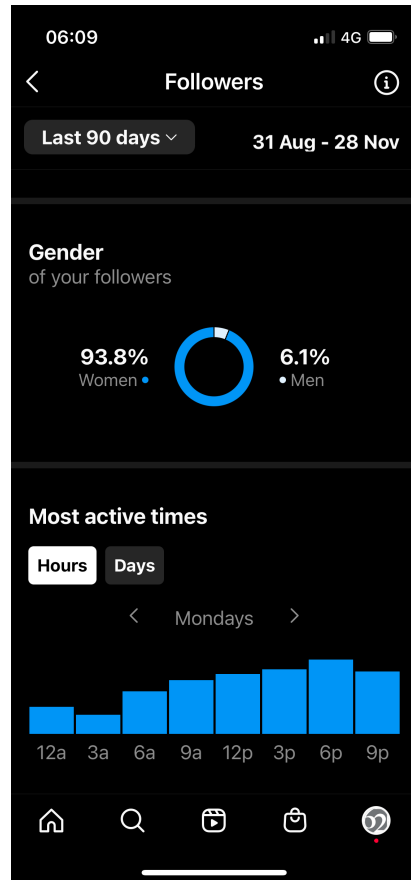 06:09 4G
Followers
Last 90 days 31 Aug - 28 Nov
Gender
of your followers
93.8% 6.1%
Women Men
Most active times
Hours Days
Mondays
12a 3a 6a 9a 12p 3p 6p 9p